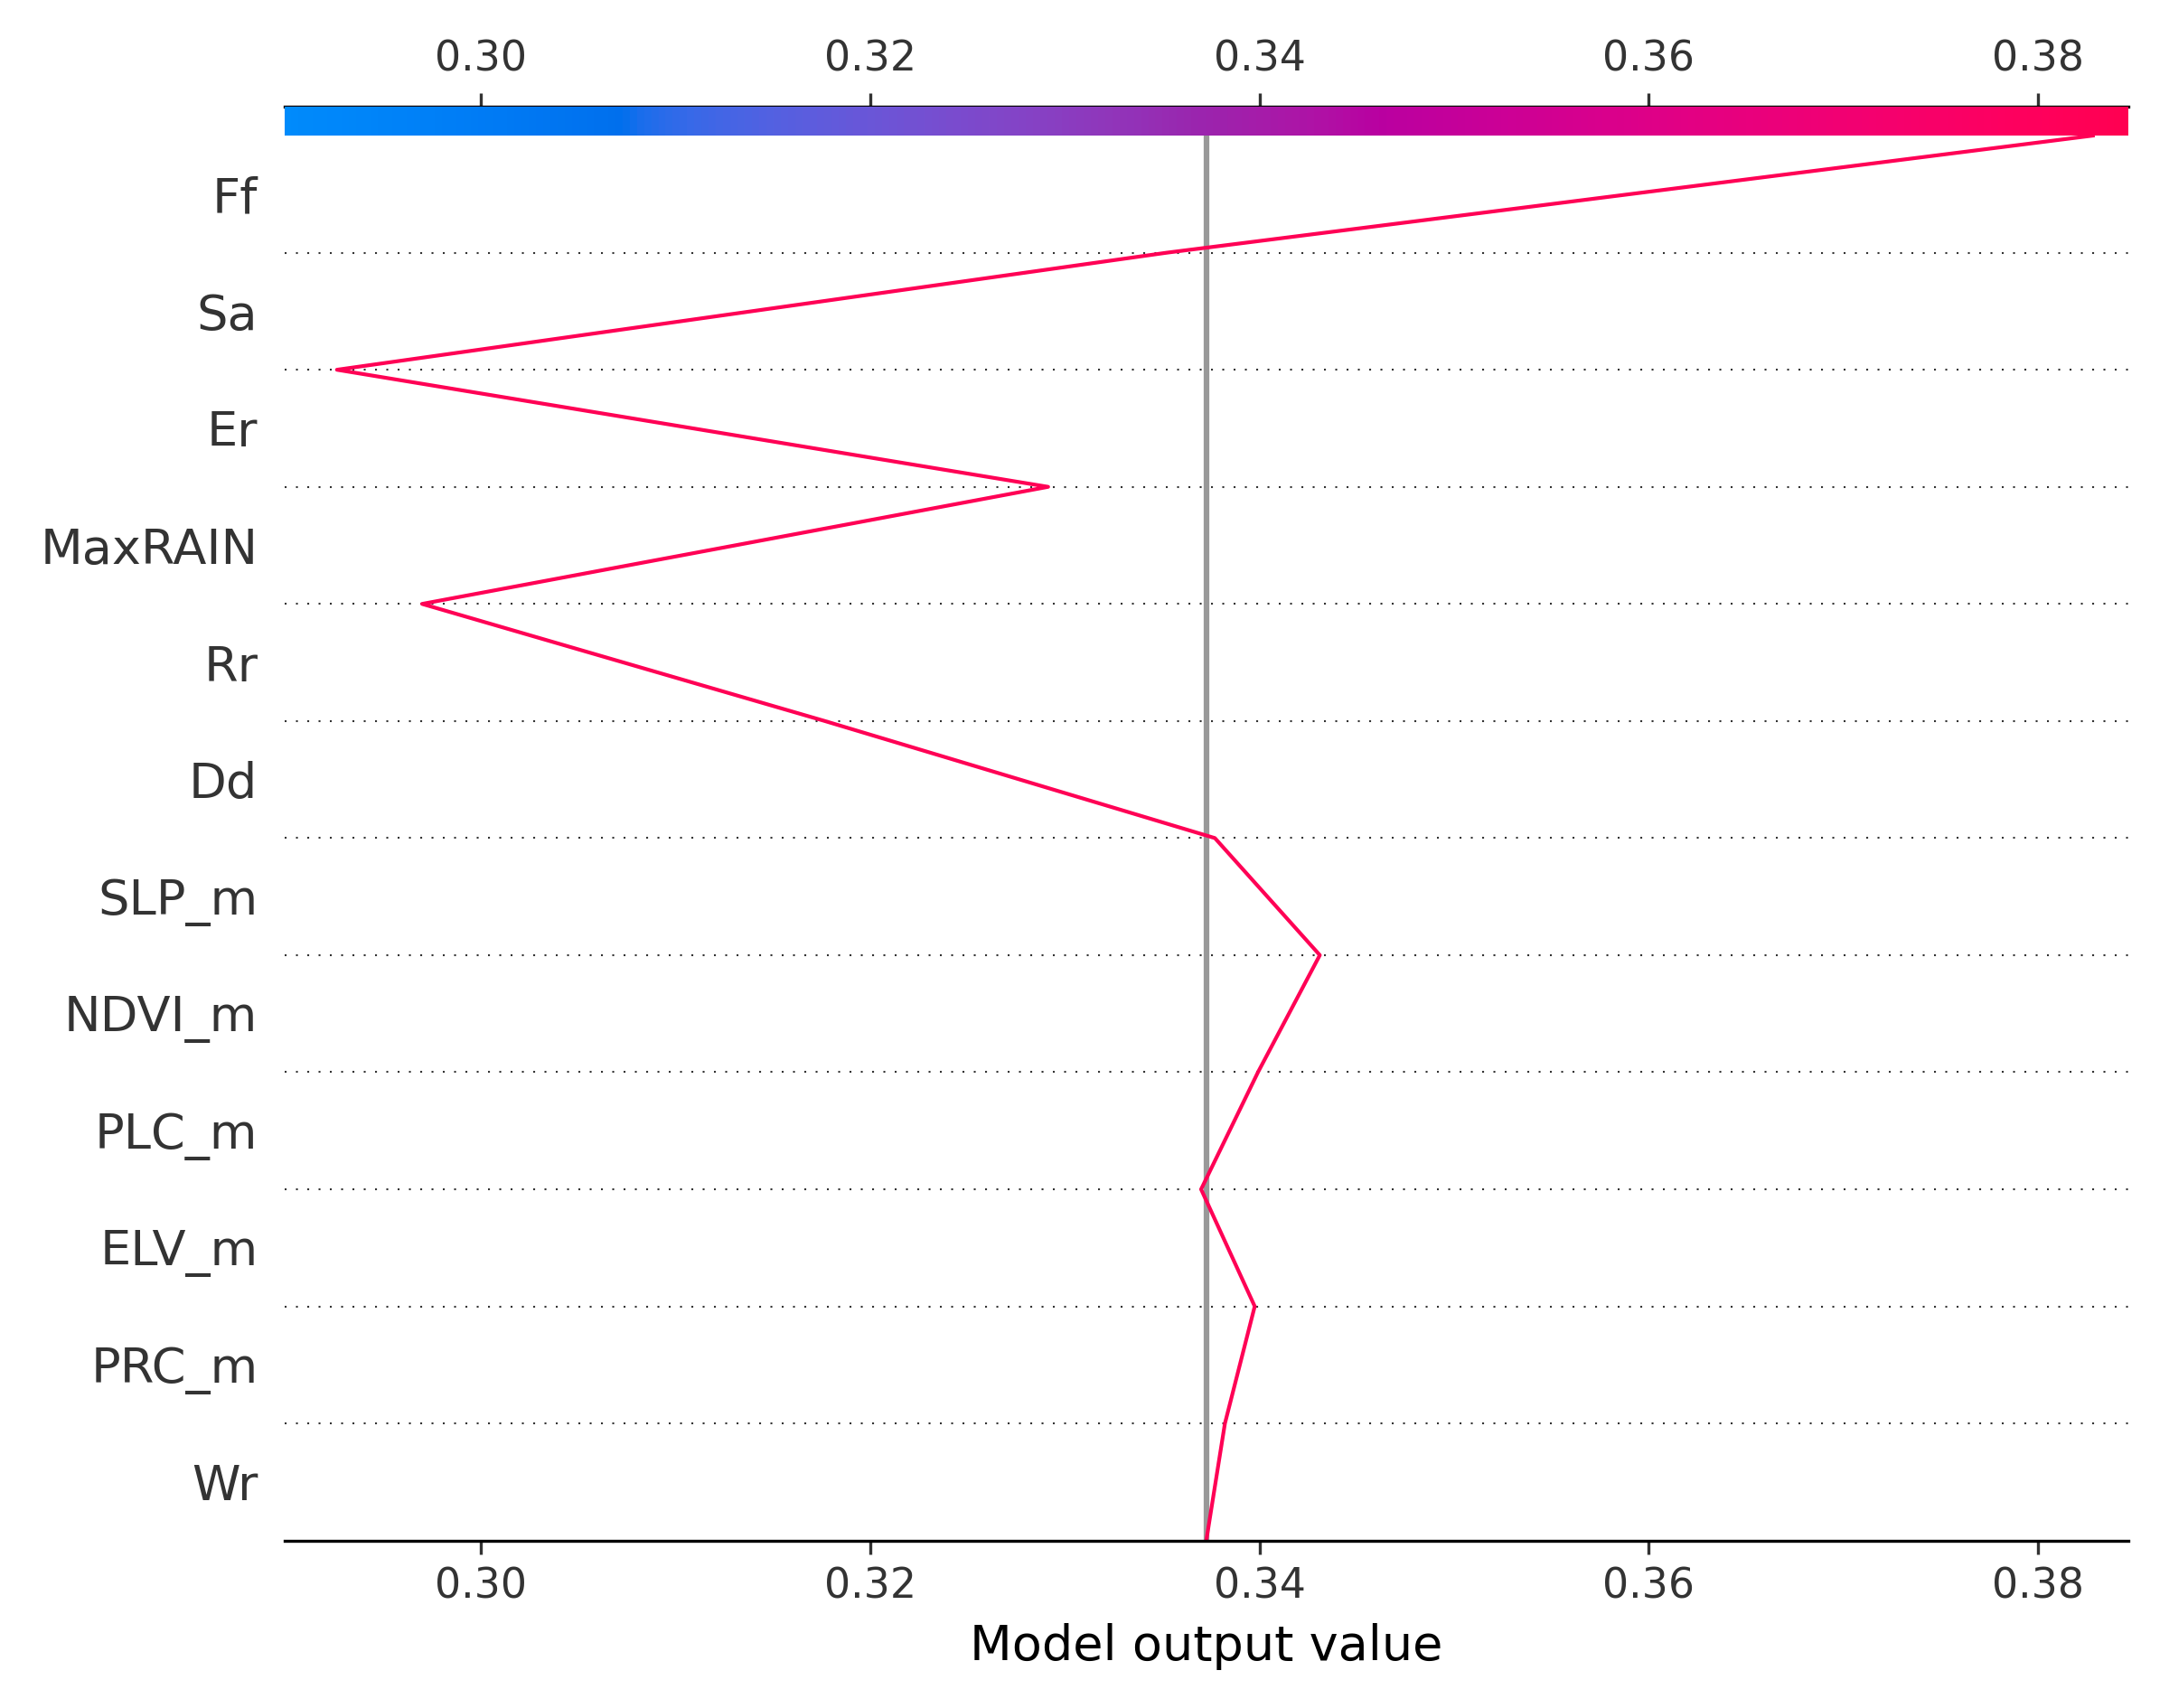 0.30 0.32 0.34 0.36 0.38
Ff
Sa
Er
MaxRAIN
Rr
Dd
SLP_m
NDVI_m
PLC_m
ELV_m
PRC_m
Wr
0.30 0.32 0.34 0.36 0.38
Model output value